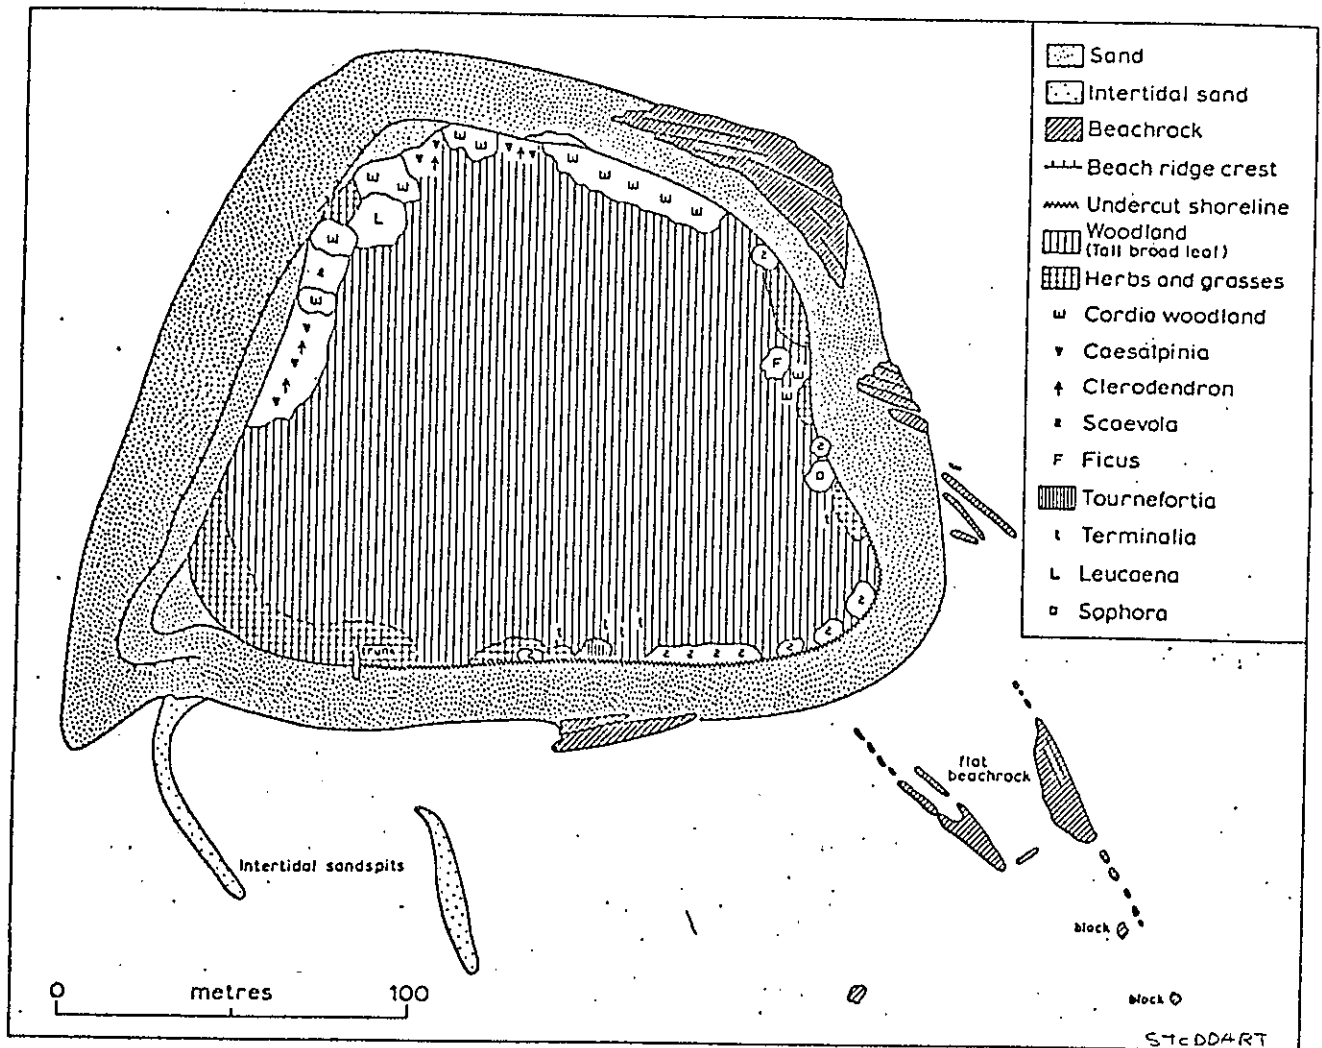 Sand
Intertidal sand
Beachrock
Beach ridge crest
Undercut shoreline
Woodland
(Tall broad leaf)
Herbs and grasses
Cordia woodland
Caesalpinia
Clerodendron
Scaevola
F Ficus
Tournefortia
Terminalia
L Leucaena
Sophora
L
F
trunk
flat
beachrock
Intertidal sandspits
block
0 metres 100
block
STODDART